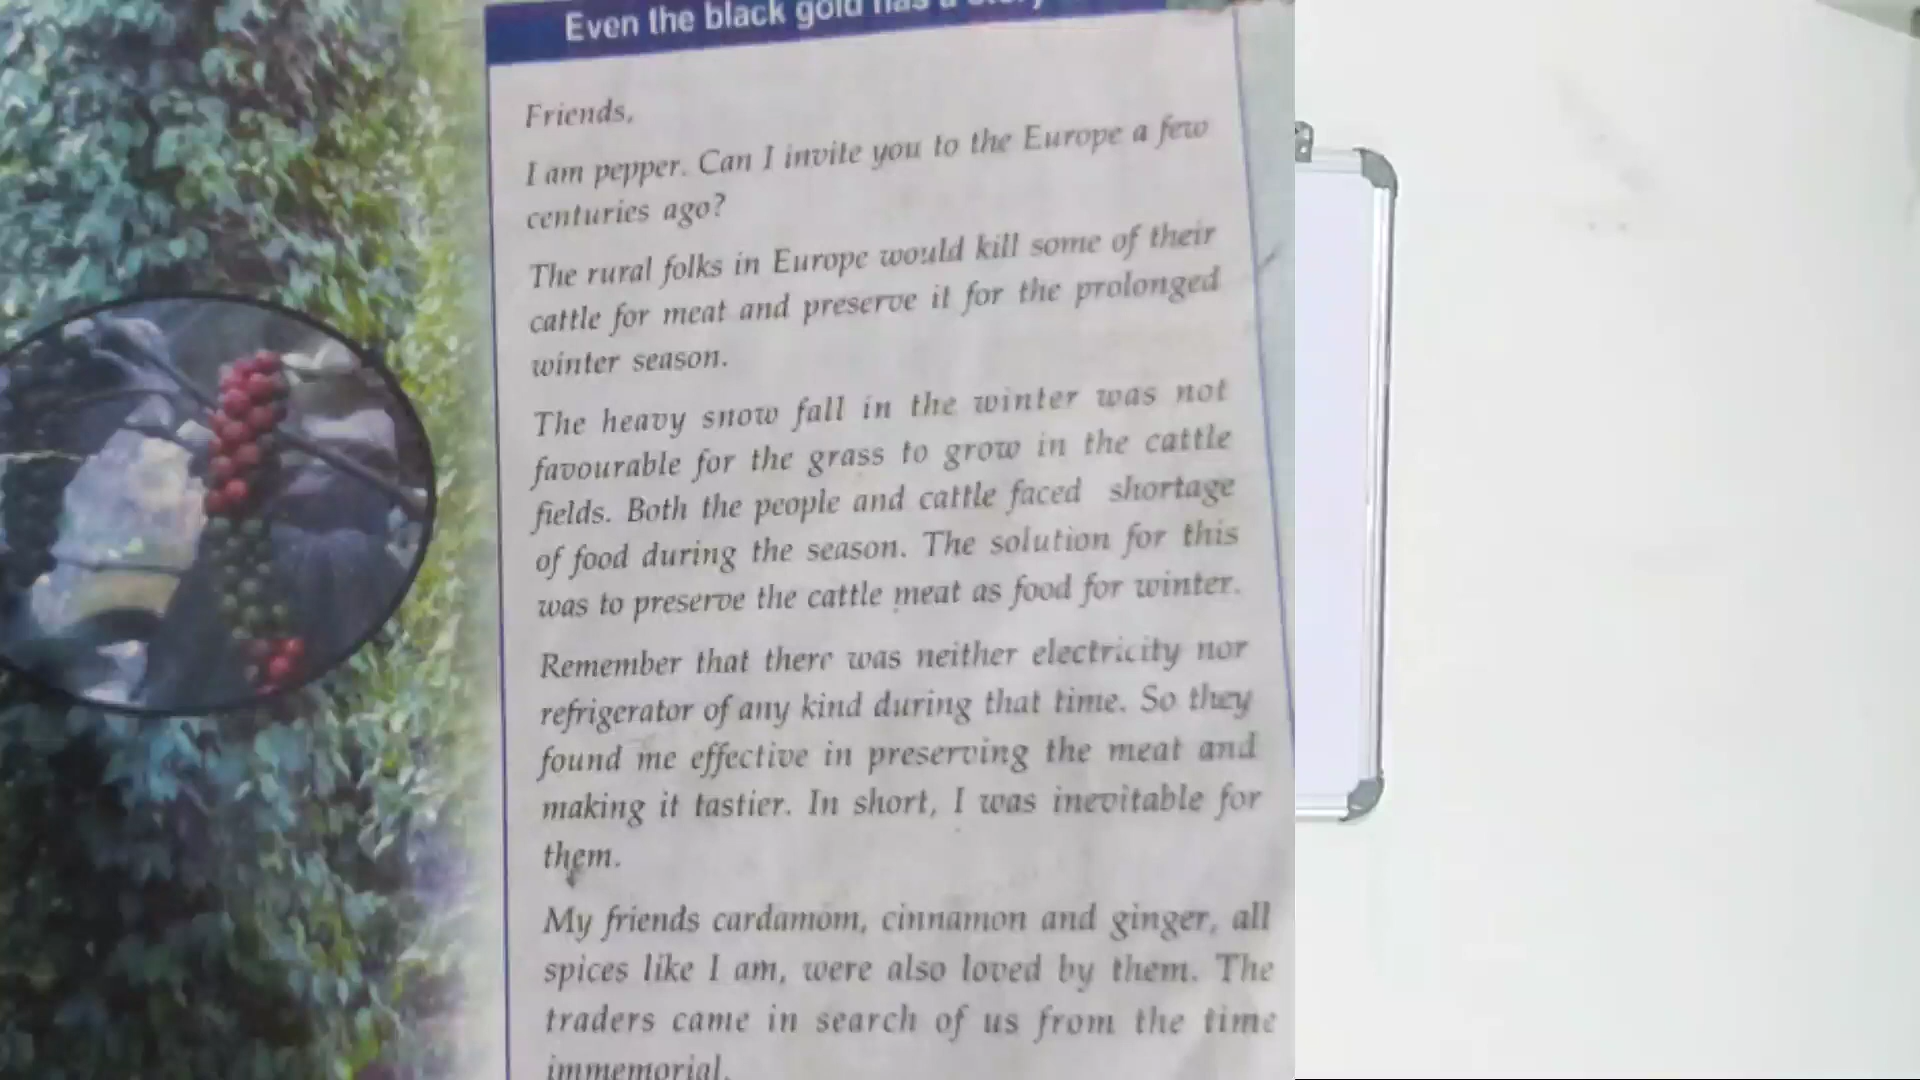 Even the black gold has a story
Friends,
I am pepper. Can I invite you to the Europe a few
centuries ago?
The rural folks in Europe would kill some of their
cattle for meat and preserve it for the prolonged
winter season.
The heavy snow fall in the winter was not
favourable for the grass to grow in the cattle
fields. Both the people and cattle faced shortage
of food during the season. The solution for this
was to preserve the cattle meat as food for winter.
Remember that there was neither electricity nor
refrigerator of any kind during that time. So they
found me effective in preserving the meat and
making it tastier. In short, I was inevitable for
them.
My friends cardamom, cinnamon and ginger, all
spices like I am, were also loved by them. The
traders came in search of us from the time
immemorial.